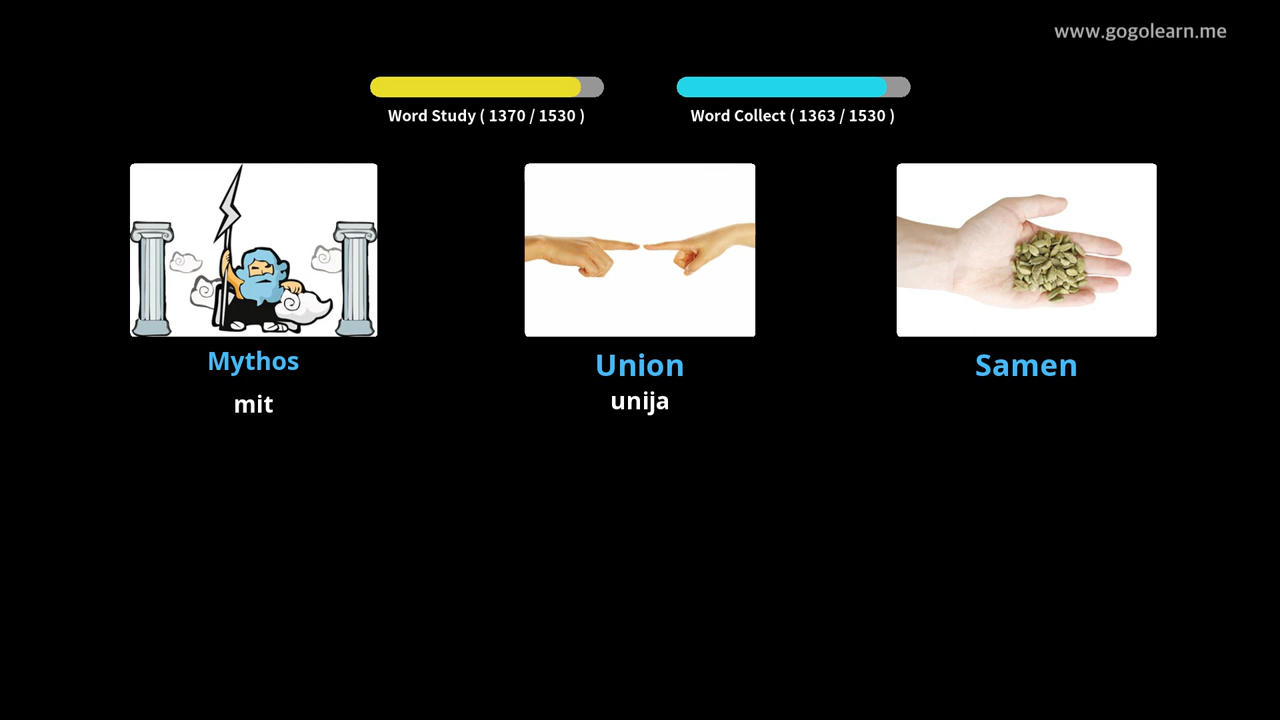 www.gogolearn.me
Word Study ( 1370 / 1530 )
Word Collect ( 1363 / 1530 )
Mythos
mit
Union
unija
Samen